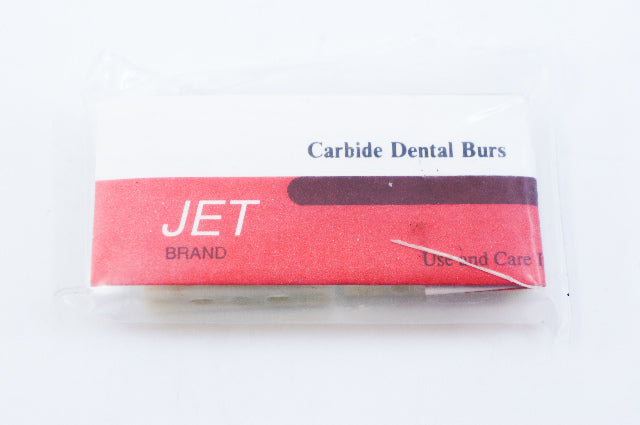 Carbide Dental Burs
JET
BRAND
Use and Care